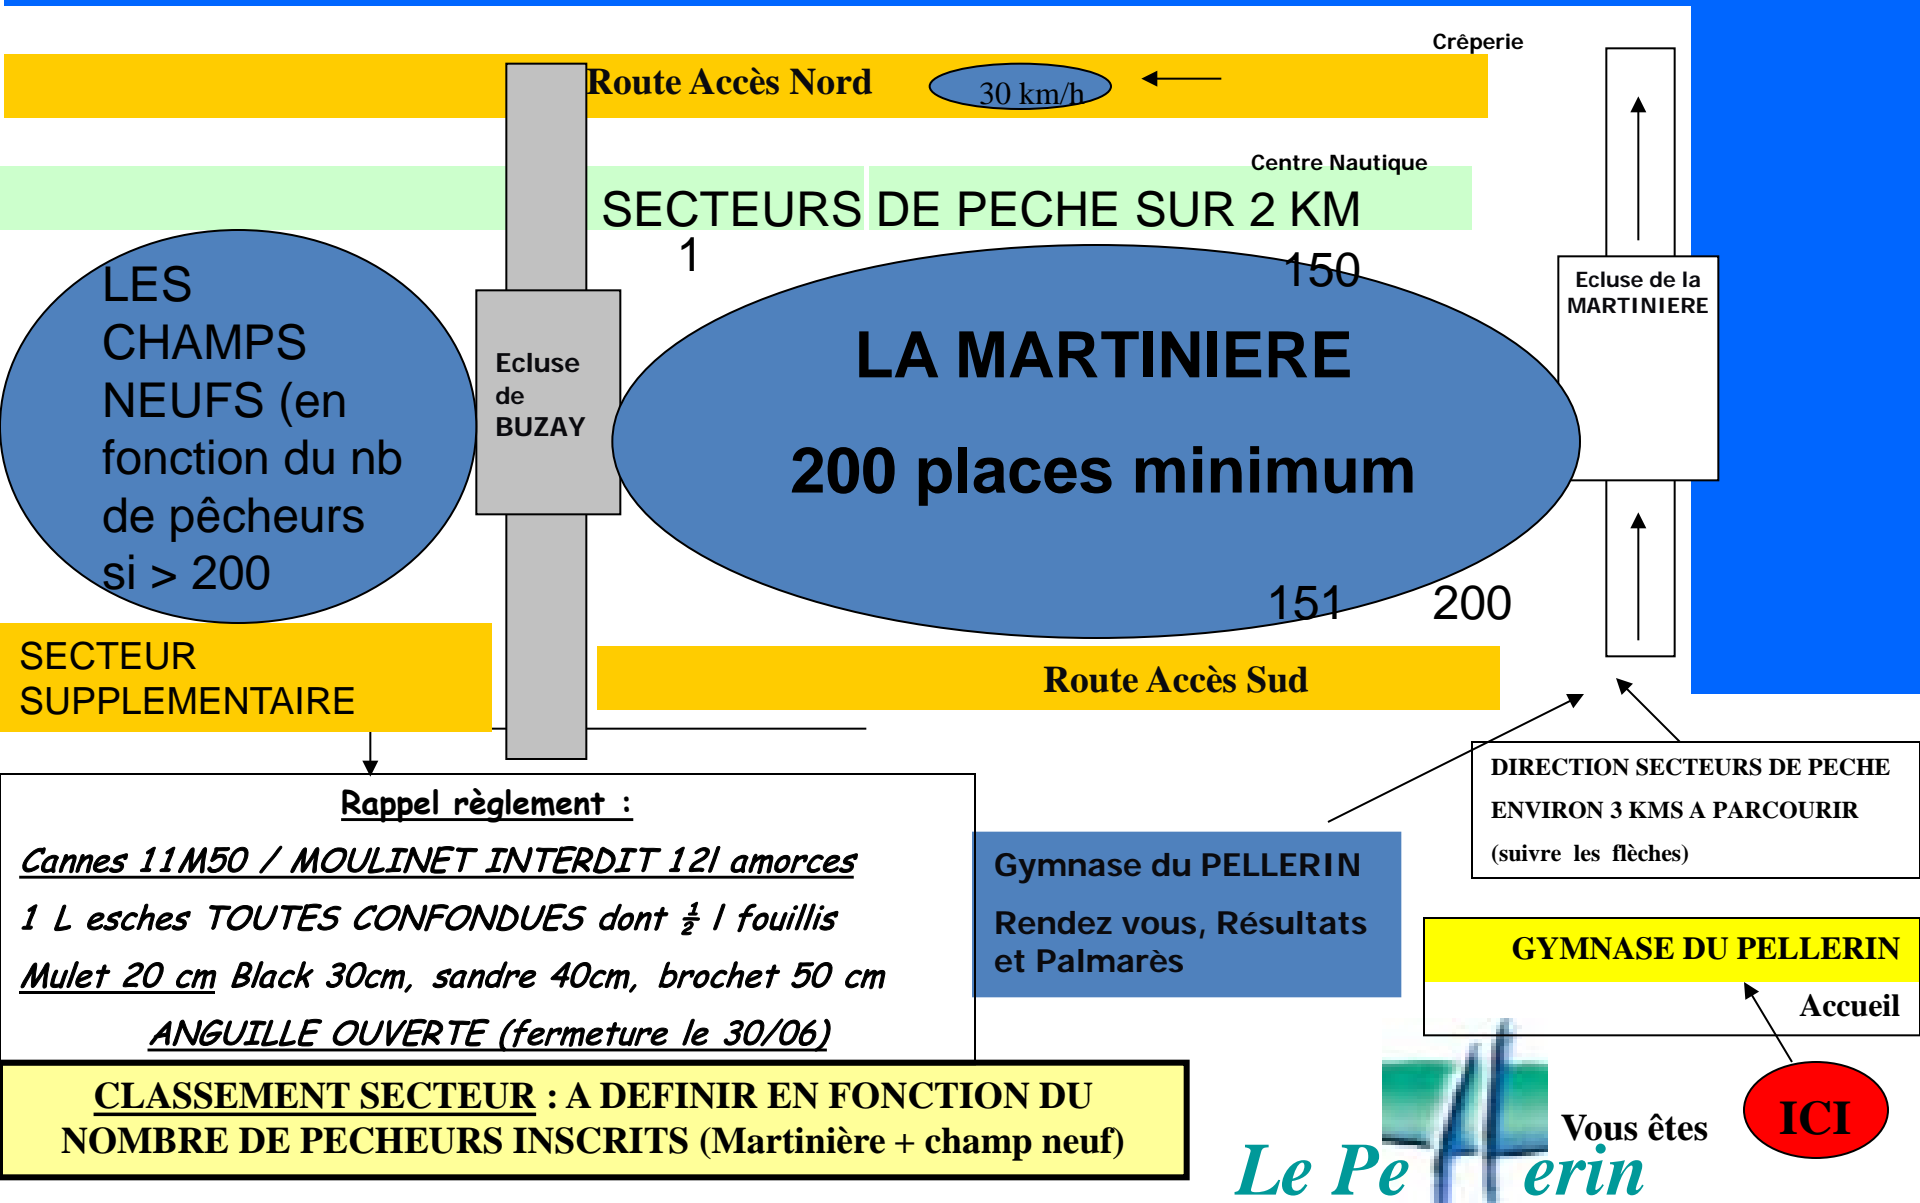 Crêperie
Route Accès Nord
30 km/h
Centre Nautique
SECTEURS DE PECHE SUR 2 KM
1
150
LES
CHAMPS
NEUFS (en
fonction du nb
de pêcheurs
si > 200
Ecluse
de
BUZAY
LA MARTINIERE
200 places minimum
Ecluse de la
MARTINIERE
151
200
SECTEUR
SUPPLEMENTAIRE
Route Accès Sud
Rappel règlement :
Cannes 11M50 / MOULINET INTERDIT 12l amorces
1 L esches TOUTES CONFONDUES dont ½ l fouillis
Mulet 20 cm Black 30cm, sandre 40cm, brochet 50 cm
ANGUILLE OUVERTE (fermeture le 30/06)
Gymnase du PELLERIN
Rendez vous, Résultats
et Palmarès
DIRECTION SECTEURS DE PECHE
ENVIRON 3 KMS A PARCOURIR
(suivre les flèches)
GYMNASE DU PELLERIN
Accueil
CLASSEMENT SECTEUR : A DEFINIR EN FONCTION DU
NOMBRE DE PECHEURS INSCRITS (Martinière + champ neuf)
Vous êtes
ICI
Le Pellerin